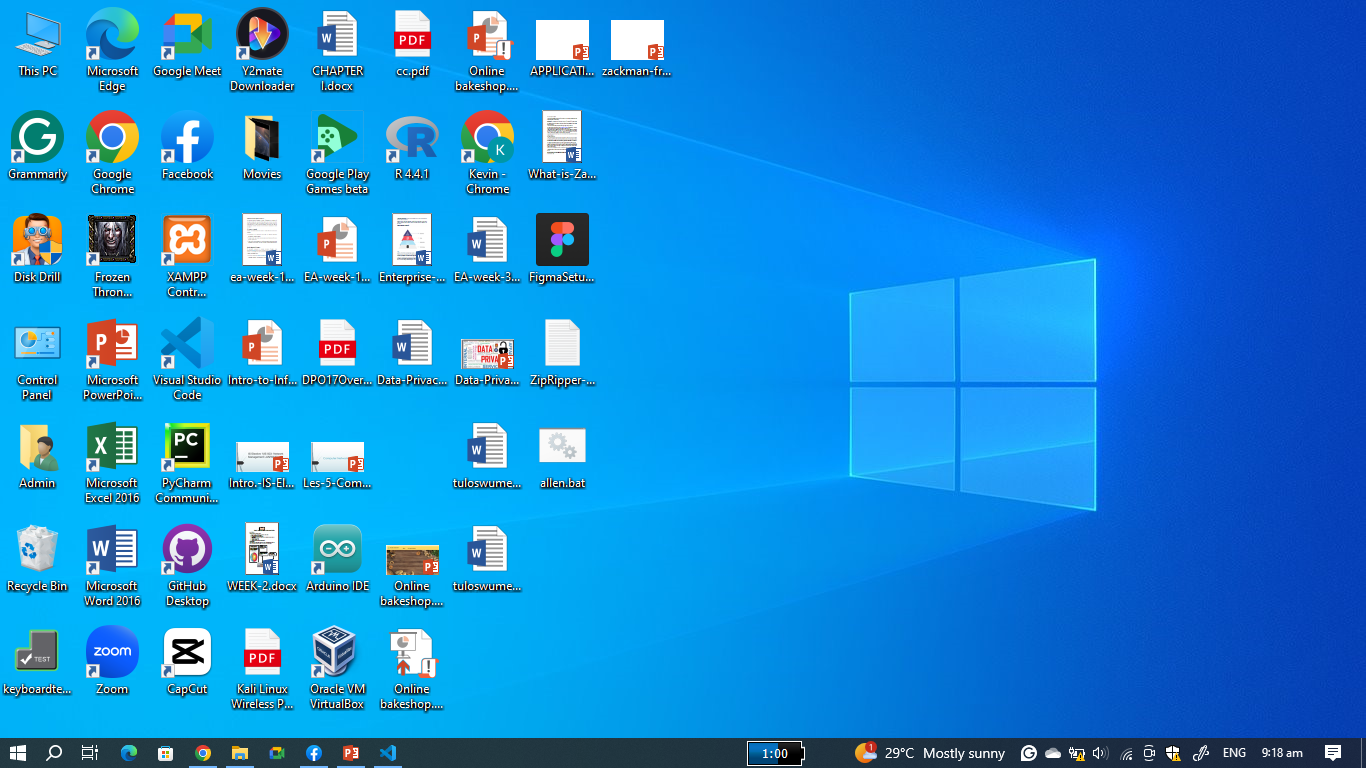 This PC
Microsoft
Edge
Google Meet
Y2mate
Downloader
CHAPTER
I.docx
cc.pdf
Online
bakeshop....
APPLICATI...
zackman-fr...
Grammarly
Google
Chrome
Facebook
Movies
Google Play
Games beta
R 4.4.1
Kevin -
Chrome
What-is-Za...
Disk Drill
Frozen
Thron...
XAMPP
Contr...
ea-week-1...
EA-week-1...
Enterprise-...
EA-week-3...
FigmaSetu...
Control
Panel
Microsoft
PowerPoi...
Visual Studio
Code
Intro-to-Inf...
DPO17Over...
Data-Privac...
Data-Priva...
ZipRipper-...
Admin
Microsoft
Excel 2016
PyCharm
Communi...
Intro.-IS-El...
Les-5-Com...
tuloswume...
allen.bat
Recycle Bin
Microsoft
Word 2016
GitHub
Desktop
WEEK-2.docx
Arduino IDE
Online
bakeshop....
tuloswume...
keyboardte...
Zoom
CapCut
Kali Linux
Wireless P...
Oracle VM
VirtualBox
Online
bakeshop....
1:00
29°C Mostly sunny
ENG
9:18 am